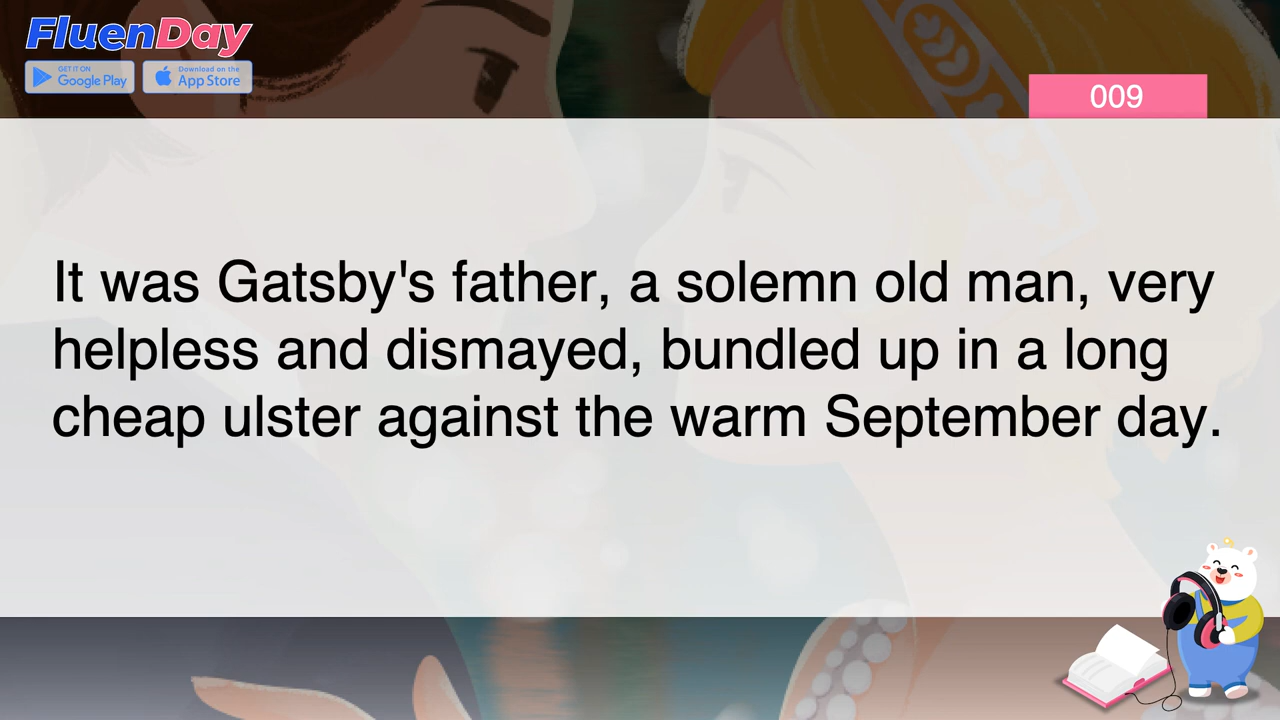 FluenDay
GET IT ON
Google Play
Download on the
App Store
009
It was Gatsby's father, a solemn old man, very
helpless and dismayed, bundled up in a long
cheap ulster against the warm September day.